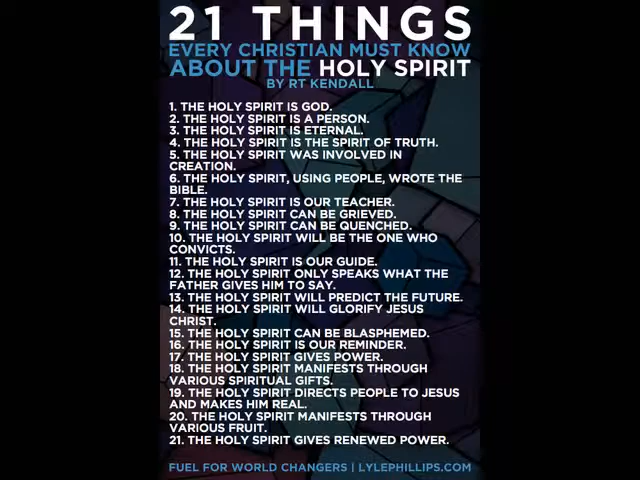 21 THINGS
EVERY CHRISTIAN MUST KNOW
ABOUT THE HOLY SPIRIT
BY RT KENDALL
1. THE HOLY SPIRIT IS GOD.
2. THE HOLY SPIRIT IS A PERSON.
3. THE HOLY SPIRIT IS ETERNAL.
4. THE HOLY SPIRIT IS THE SPIRIT OF TRUTH.
5. THE HOLY SPIRIT WAS INVOLVED IN
CREATION.
6. THE HOLY SPIRIT, USING PEOPLE, WROTE THE
BIBLE.
7. THE HOLY SPIRIT IS OUR TEACHER.
8. THE HOLY SPIRIT CAN BE GRIEVED.
9. THE HOLY SPIRIT CAN BE QUENCHED.
10. THE HOLY SPIRIT WILL BE THE ONE WHO
CONVICTS.
11. THE HOLY SPIRIT IS OUR GUIDE.
12. THE HOLY SPIRIT ONLY SPEAKS WHAT THE
FATHER GIVES HIM TO SAY.
13. THE HOLY SPIRIT WILL PREDICT THE FUTURE.
14. THE HOLY SPIRIT WILL GLORIFY JESUS
CHRIST.
15. THE HOLY SPIRIT CAN BE BLASPHEMED.
16. THE HOLY SPIRIT IS OUR REMINDER.
17. THE HOLY SPIRIT GIVES POWER.
18. THE HOLY SPIRIT MANIFESTS THROUGH
VARIOUS SPIRITUAL GIFTS.
19. THE HOLY SPIRIT DIRECTS PEOPLE TO JESUS
AND MAKES HIM REAL.
20. THE HOLY SPIRIT MANIFESTS THROUGH
VARIOUS FRUIT.
21. THE HOLY SPIRIT GIVES RENEWED POWER.
FUEL FOR WORLD CHANGERS | LYLEPHILLIPS.COM